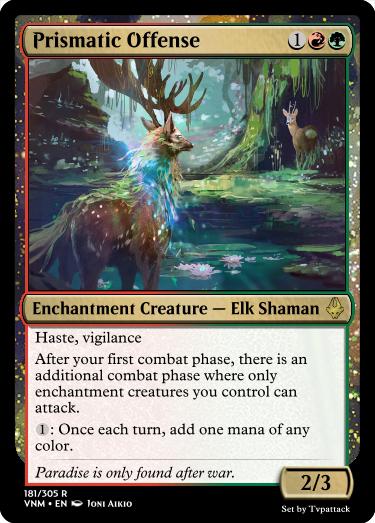 Prismatic Offense 1
Enchantment Creature — Elk Shaman
Haste, vigilance
After your first combat phase, there is an
additional combat phase where only
enchantment creatures you control can
attack.
1: Once each turn, add one mana of any
color.
Paradise is only found after war.
2/3
181/305 R
VNM • EN Joni Aikio
Set by Tvpattack